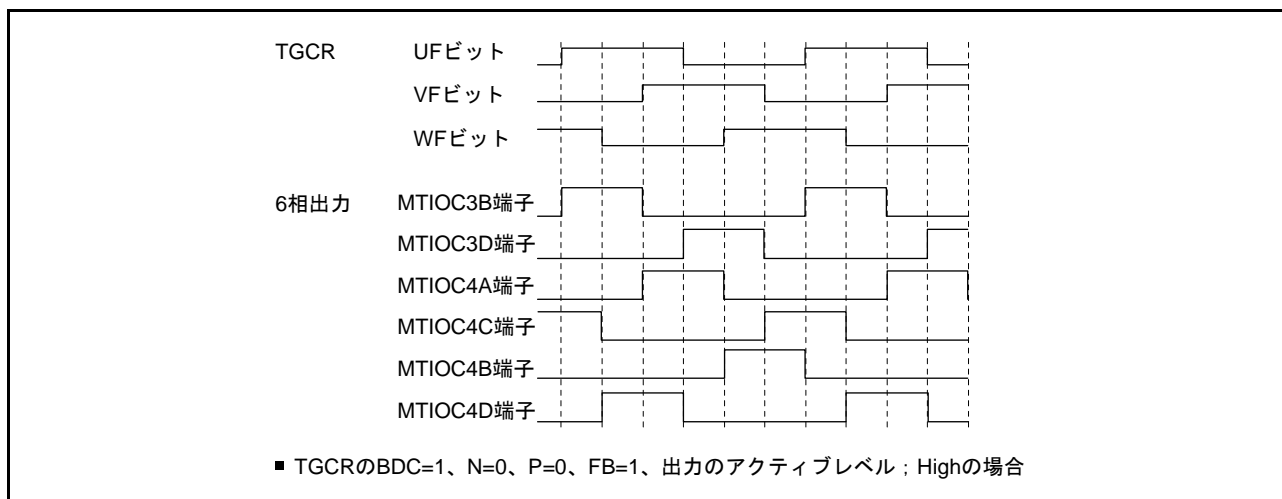 TGCR UFビット
VFビット
WFビット
6相出力 MTIOC3B端子
MTIOC3D端子
MTIOC4A端子
MTIOC4C端子
MTIOC4B端子
MTIOC4D端子
■ TGCRのBDC=1、N=0、P=0、FB=1、出力のアクティブレベル；Highの場合